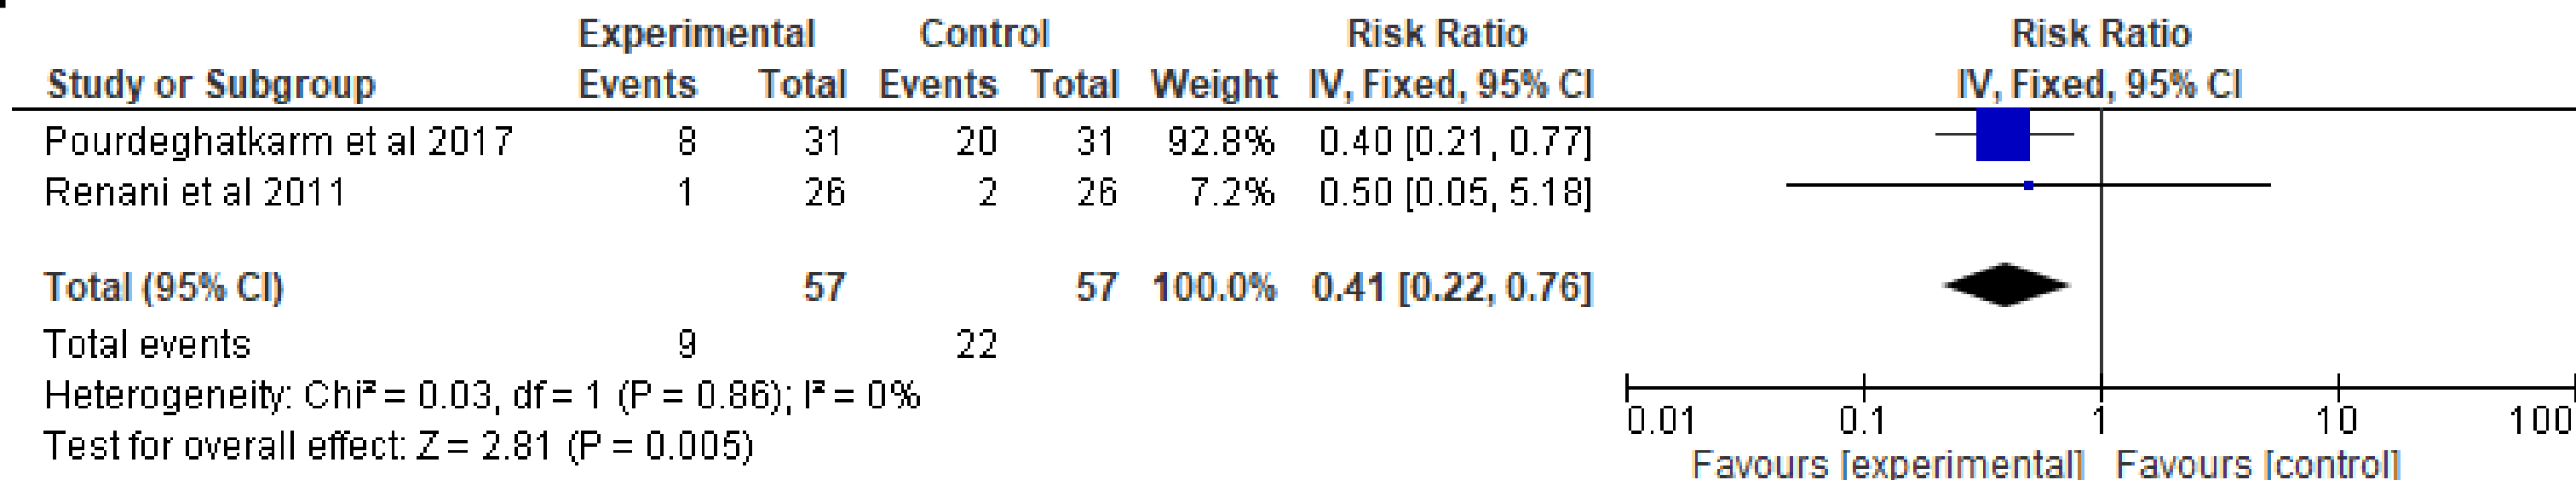 Experimental Control Risk Ratio Risk Ratio
Study or Subgroup Events Total Events Total Weight IV, Fixed, 95% CI IV, Fixed, 95% CI
Pourdeghatkarm et al 2017 8 31 20 31 92.8% 0.40 [0.21, 0.77]
Renani et al 2011 1 26 2 26 7.2% 0.50 [0.05, 5.18]
Total (95% CI) 57 57 100.0% 0.41 [0.22, 0.76]
Total events 9 22
Heterogeneity: Chi² = 0.03, df = 1 (P = 0.86); I² = 0%
Test for overall effect: Z = 2.81 (P = 0.005)
0.01 0.1 1 10 100
Favours [experimental] Favours [control]